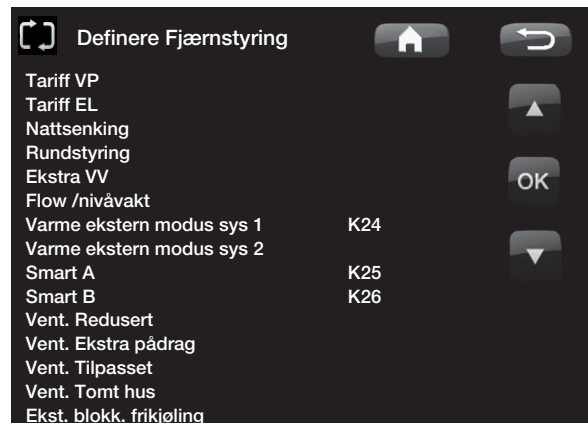 Definere Fjærnstyring
Tariff VP
Tariff EL
Nattsenking
Rundstyring
Ekstra VV
OK
Flow /nivåvakt
Varme ekstern modus sys 1 K24
Varme ekstern modus sys 2
Smart A K25
Smart B K26
Vent. Redusert
Vent. Ekstra pådrag
Vent. Tilpasset
Vent. Tomt hus
Ekst. blokk. frikjøling